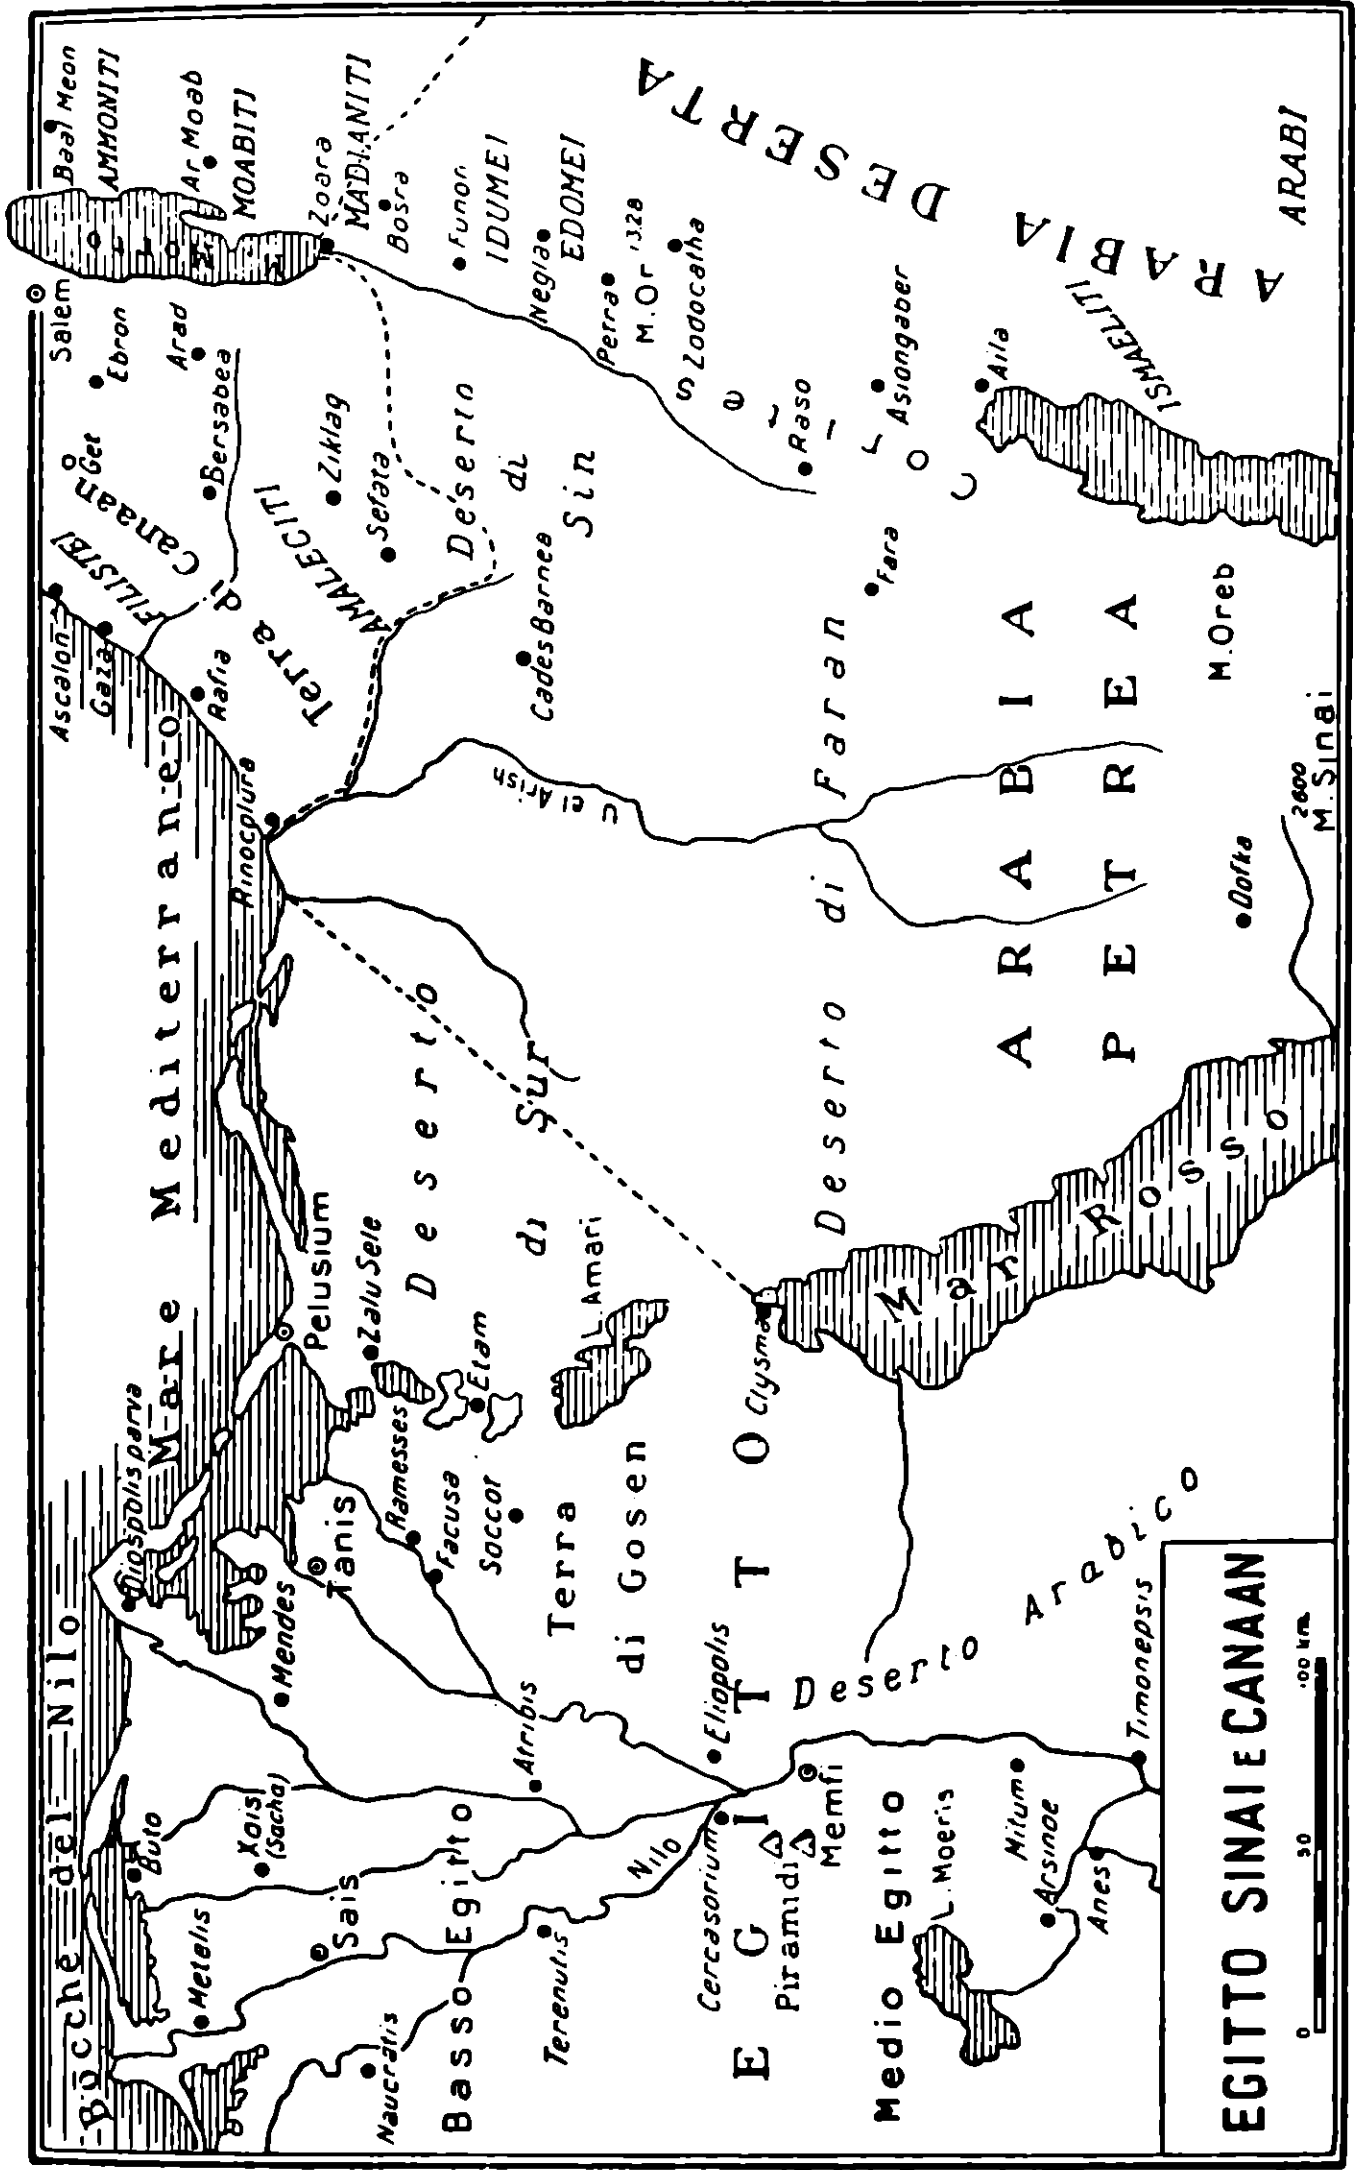 Bocche del Nilo
Mare Mediterraneo
Diospolis parva
Buto
Metelis
Xois
(Sacha)
Mendes
Sais
Tanis
Naucratis
Pelusium
Zalu Sele
Ramesses
Facusa
Etam
Soccot
Basso Egitto
Atribis
Terenutis
Terra
di Gosen
L. Amari
Nilo
Cercasorium
Eliopolis
EGITTO
Clysma
Piramidi
Memfi
Medio Egitto
L. Moeris
Mitum
Arsinoe
Anes
Timonepsis
Deserto Arabico
Mar Rosso
Deserto
di Sur
Rinocolura
Rafia
Gaza
Ascalon
FILISTEI
Terra di Canaan
Get
Salem
Ebron
Arad
Bersabea
AMALECITI
Ziklag
Sefata
Deserto
di
Sin
Cades Barnea
U el Arish
Baal Meon
AMMONITI
Ar Moab
MOABITI
Zoara
MADIANITI
Bosra
Funon
IDUMEI
Negla
EDOMEI
Petra
M. Or 1328
Zodocatha
Raso
Asiongaber
Aila
Fara
Deserto di Faran
ARABIA
PETREA
M. Oreb
Dofka
2600
M. Sinai
ISMAELITI
ARABIA DESERTA
ARABI
EGITTO SINAI E CANAAN
0 50 100 km.